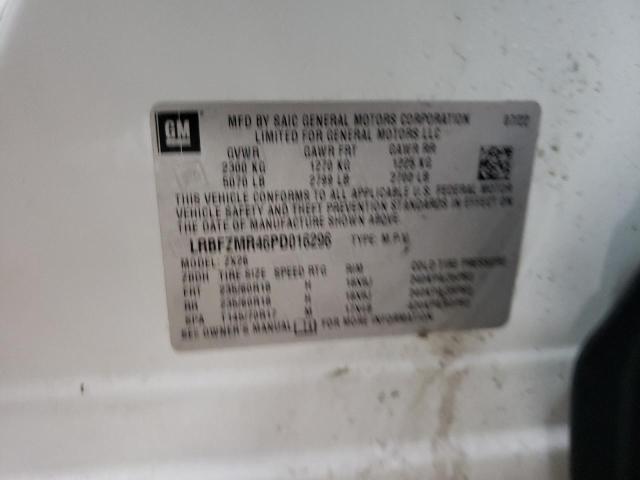 GM
MFD BY SAIC GENERAL MOTORS CORPORATION 07/22
LIMITED FOR GENERAL MOTORS LLC
GVWR GAWR FRT GAWR RR
2300 KG 1270 KG 1225 KG
5070 LB 2799 LB 2700 LB
THIS VEHICLE CONFORMS TO ALL APPLICABLE U.S. FEDERAL MOTOR
VEHICLE SAFETY AND THEFT PREVENTION STANDARDS IN EFFECT ON
THE DATE OF MANUFACTURE SHOWN ABOVE.
LRBFZMR46PD016296 TYPE: M.P.V.
MODEL: ZX26
TIRE SIZE SPEED RTG RIM COLD TIRE PRESSURE
FRT 235/60R18 H
RR 235/60R18 H
SPA T140/70R17
SEE OWNER'S MANUAL FOR MORE INFORMATION